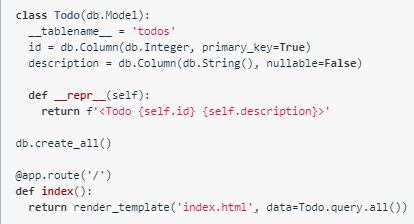 class Todo(db.Model):
  __tablename__ = 'todos'
  id = db.Column(db.Integer, primary_key=True)
  description = db.Column(db.String(), nullable=False)

  def __repr__(self):
    return f'<Todo {self.id} {self.description}>'

db.create_all()

@app.route('/')
def index():
  return render_template('index.html', data=Todo.query.all())